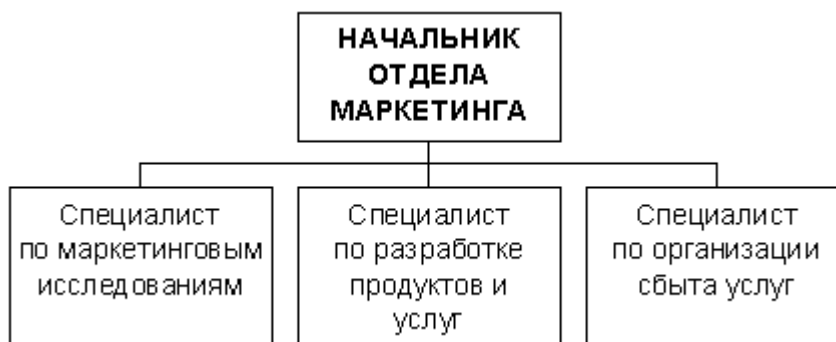 НАЧАЛЬНИК
ОТДЕЛА
МАРКЕТИНГА
Специалист
по маркетинговым
исследованиям
Специалист
по разработке
продуктов и
услуг
Специалист
по организации
сбыта услуг